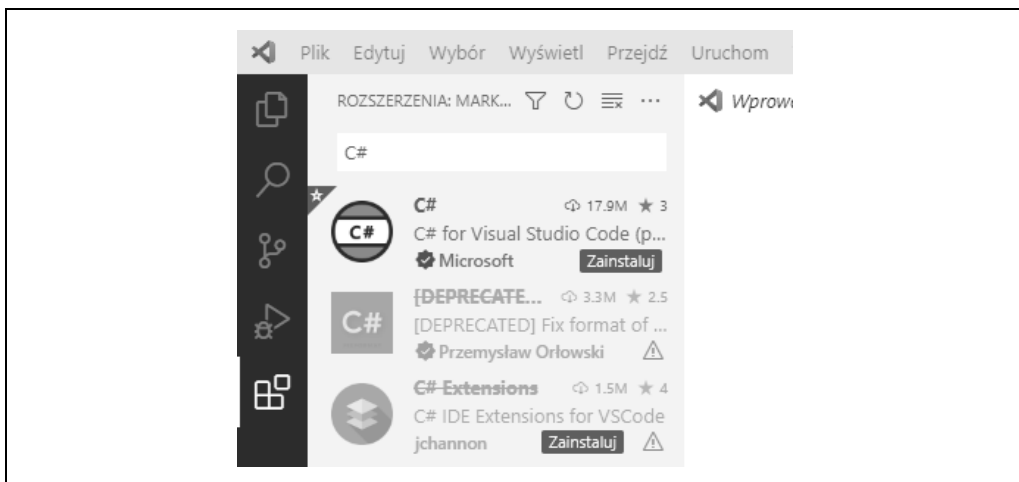 Plik Edytuj Wybór Wyświetl Przejdź Uruchom
ROZSZERZENIA: MARK... ...
Wprow
C#
C# 17.9M ★ 3
C#
C# for Visual Studio Code (p...
Microsoft Zainstaluj
[DEPRECATE... 3.3M ★ 2.5
C#
[DEPRECATED] Fix format of ...
Przemysław Orłowski
C# Extensions 1.5M ★ 4
C# IDE Extensions for VSCode
jchannon Zainstaluj